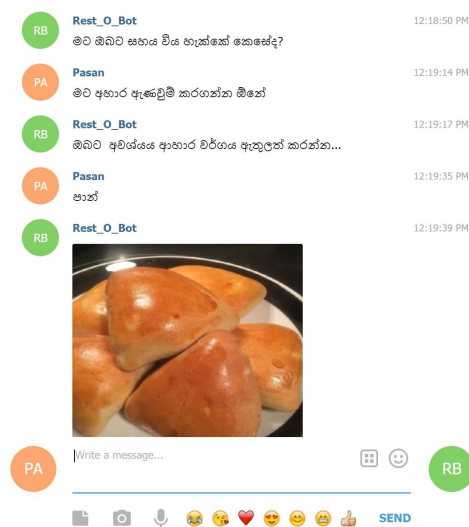 RB
Rest_O_Bot
12:18:50 PM
මට ඔබට සහය විය හැක්කේ කෙසේද?
PA
Pasan
12:19:14 PM
මට අහාර ඇණවුම් කරගන්න ඕනේ
RB
Rest_O_Bot
12:19:17 PM
ඔබට අවශ්යය ආහාර වර්ගය ඇතුලත් කරන්න...
PA
Pasan
12:19:35 PM
පාන්
RB
Rest_O_Bot
12:19:39 PM
PA
Write a message...
RB
SEND